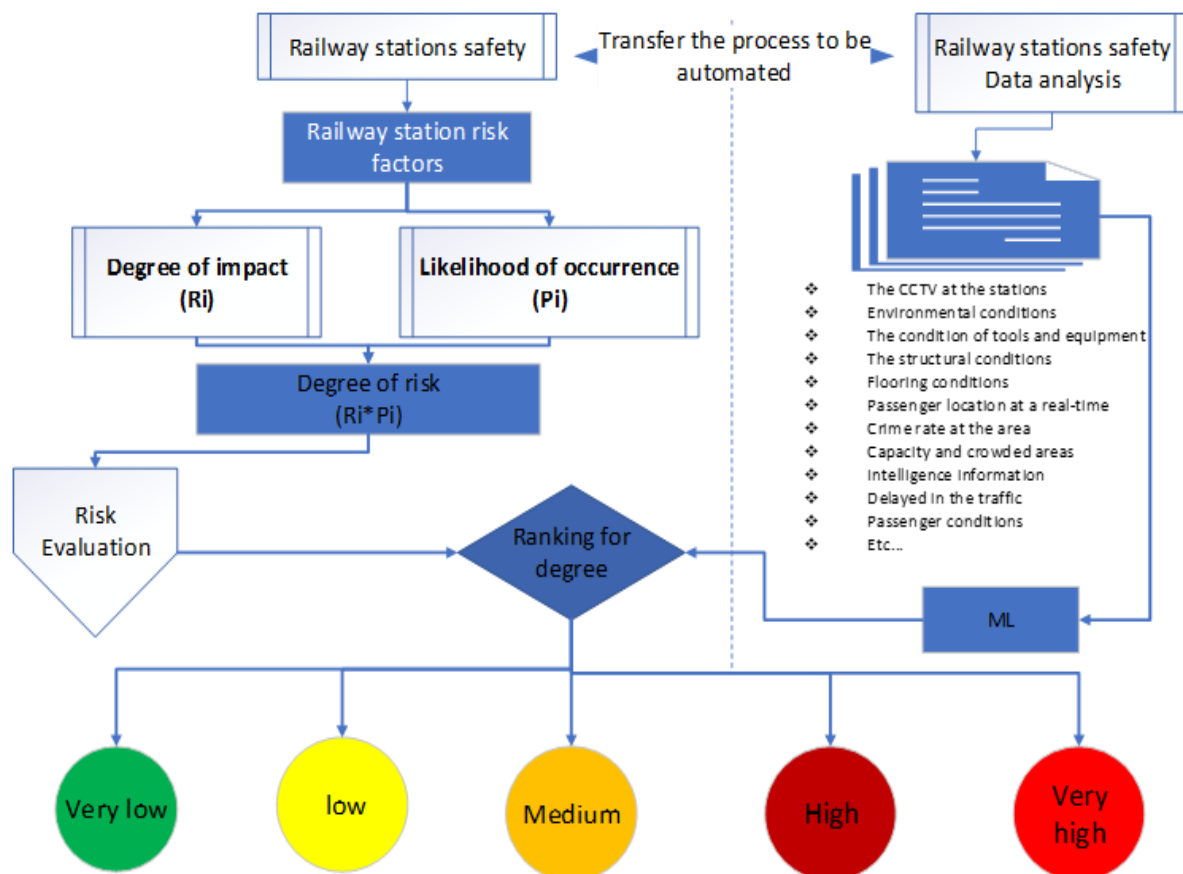 Railway stations safety
Transfer the process to be
automated
Railway stations safety
Data analysis
Railway station risk
factors
Degree of impact
(Ri)
Likelihood of occurrence
(Pi)
Degree of risk
(Ri*Pi)
Risk
Evaluation
Ranking for
degree
❖ The CCTV at the stations
❖ Environmental conditions
❖ The condition of tools and equipment
❖ The structural conditions
❖ Flooring conditions
❖ Passenger location at a real-time
❖ Crime rate at the area
❖ Capacity and crowded areas
❖ Intelligence information
❖ Delayed in the traffic
❖ Passenger conditions
❖ Etc...
ML
Very low
low
Medium
High
Very
high